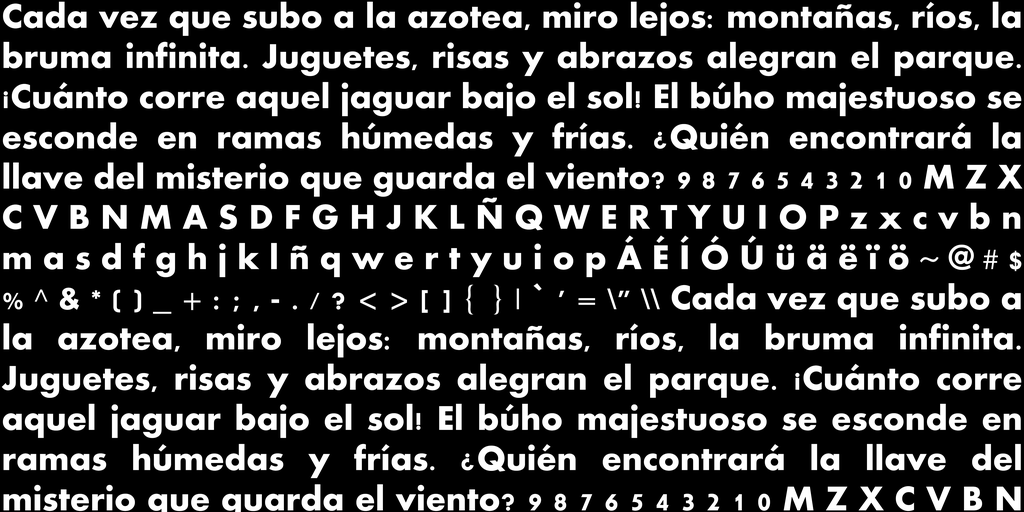 Cada vez que subo a la azotea, miro lejos: montañas, ríos, la
bruma infinita. Juguetes, risas y abrazos alegran el parque.
¡Cuánto corre aquel jaguar bajo el sol! El búho majestuoso se
esconde en ramas húmedas y frías. ¿Quién encontrará la
llave del misterio que guarda el viento? 9 8 7 6 5 4 3 2 1 0 M Z X
C V B N M A S D F G H J K L Ñ Q W E R T Y U I O P z x c v b n
m a s d f g h j k l ñ q w e r t y u i o p Á É Í Ó Ú ü ä ë ï ö ~ @ # $
% ^ & * ( ) _ + : ; , - . / ? < > [ ] { } | ` ’ = \” \\ Cada vez que subo a
la azotea, miro lejos: montañas, ríos, la bruma infinita.
Juguetes, risas y abrazos alegran el parque. ¡Cuánto corre
aquel jaguar bajo el sol! El búho majestuoso se esconde en
ramas húmedas y frías. ¿Quién encontrará la llave del
misterio que guarda el viento? 9 8 7 6 5 4 3 2 1 0 M Z X C V B N